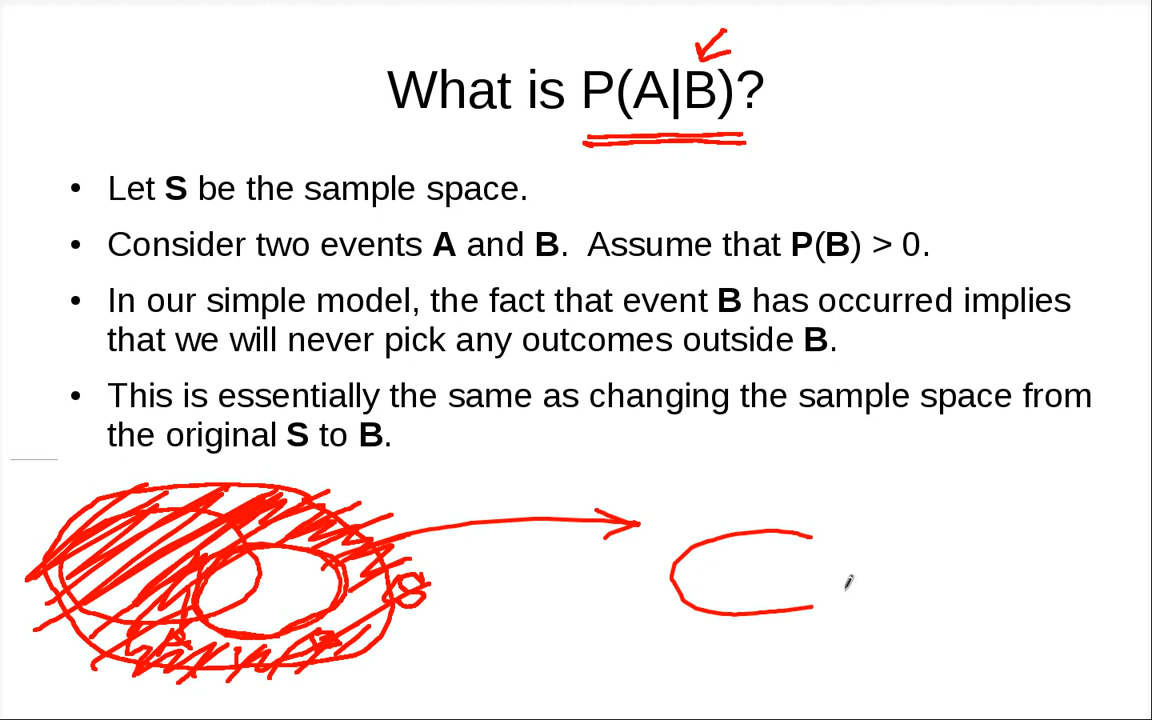 What is P(A|B)?
• Let S be the sample space.
• Consider two events A and B. Assume that P(B) > 0.
• In our simple model, the fact that event B has occurred implies
that we will never pick any outcomes outside B.
• This is essentially the same as changing the sample space from
the original S to B.